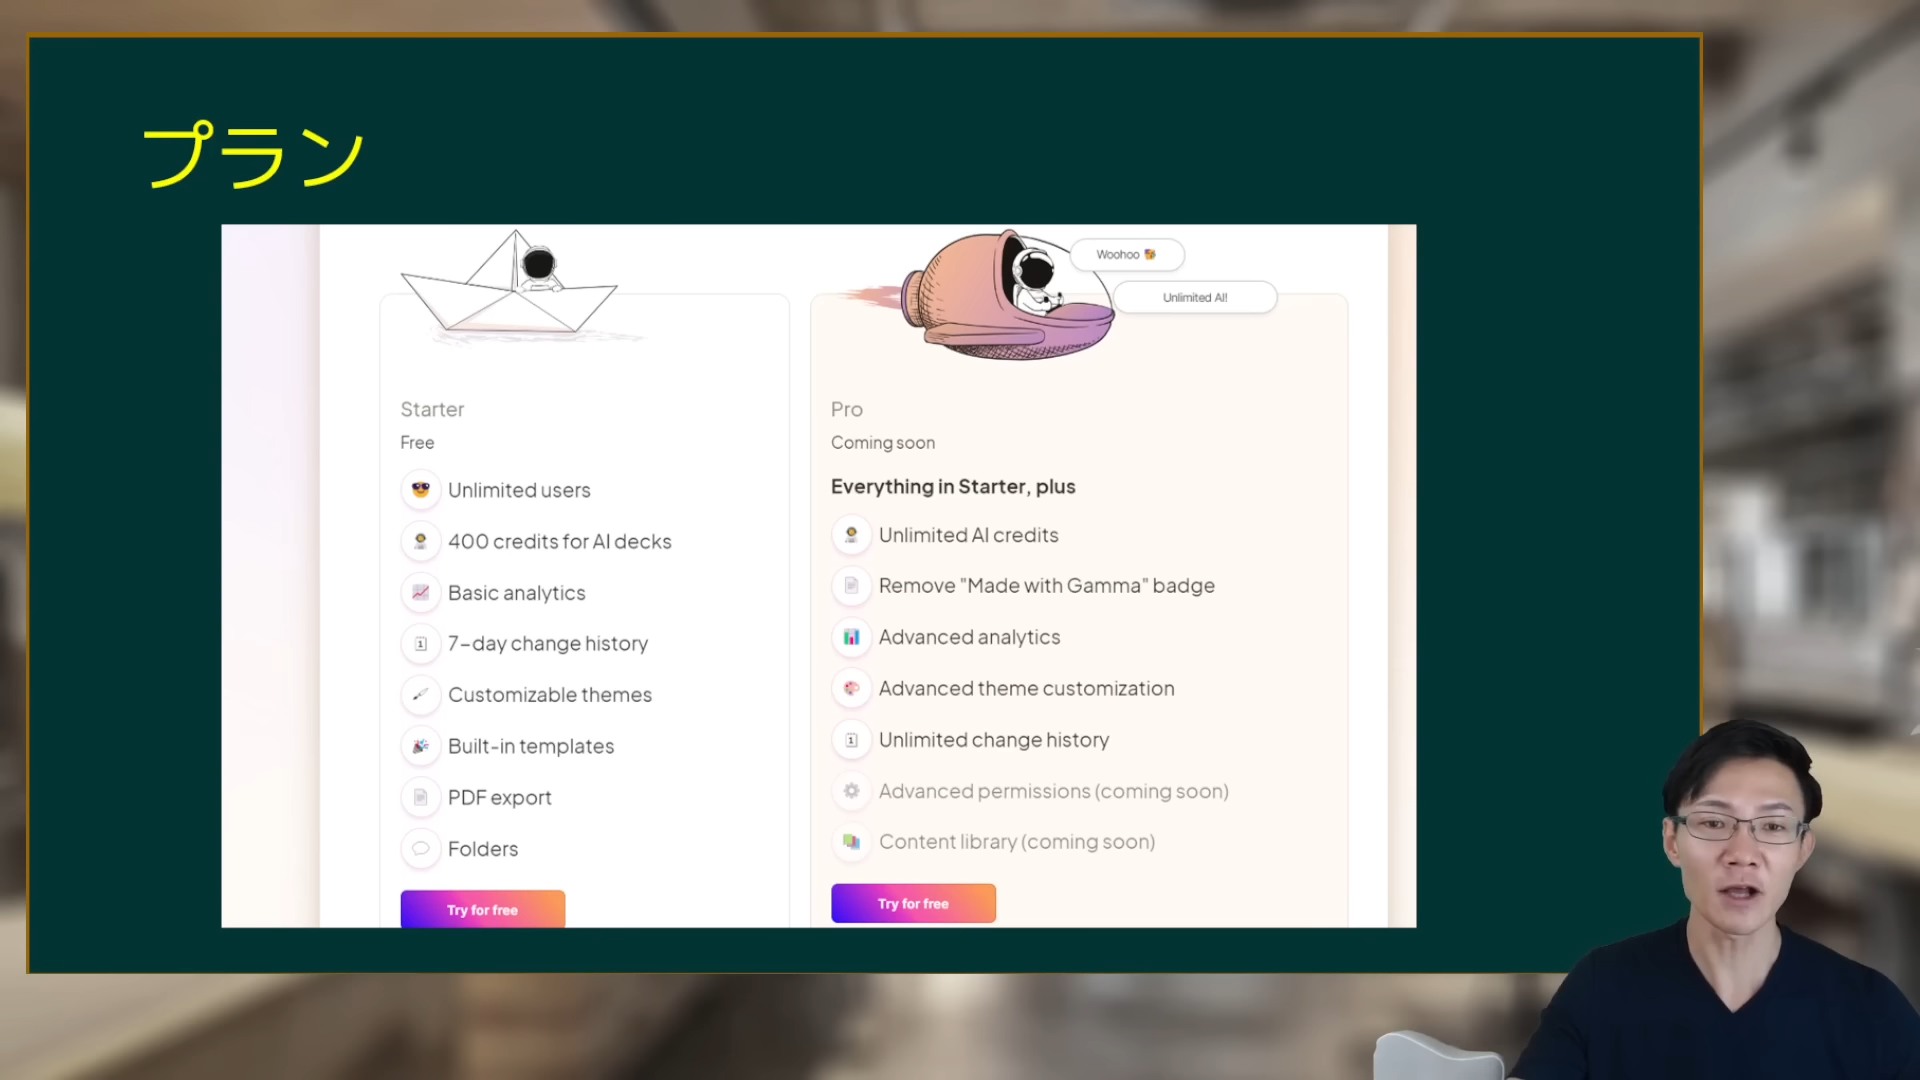 プラン
Woohoo
Unlimited AI!
Starter
Free
Unlimited users
400 credits for AI decks
Basic analytics
7-day change history
Customizable themes
Built-in templates
PDF export
Folders
Try for free
Pro
Coming soon
Everything in Starter, plus
Unlimited AI credits
Remove "Made with Gamma" badge
Advanced analytics
Advanced theme customization
Unlimited change history
Advanced permissions (coming soon)
Content library (coming soon)
Try for free